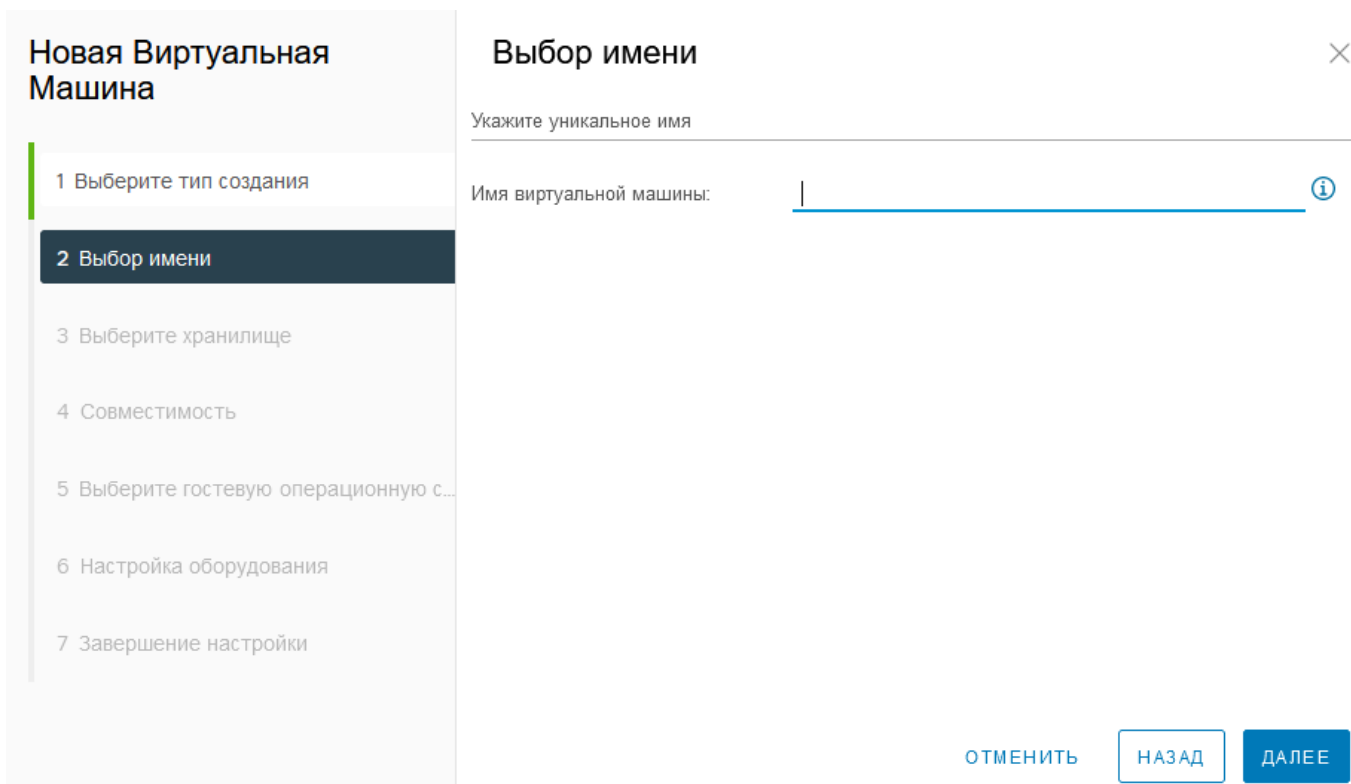 Новая Виртуальная
Машина
1 Выберите тип создания
2 Выбор имени
3 Выберите хранилище
4 Совместимость
5 Выберите гостевую операционную с...
6 Настройка оборудования
7 Завершение настройки
Выбор имени
Укажите уникальное имя
Имя виртуальной машины:
ОТМЕНИТЬ
НАЗАД
ДАЛЕЕ